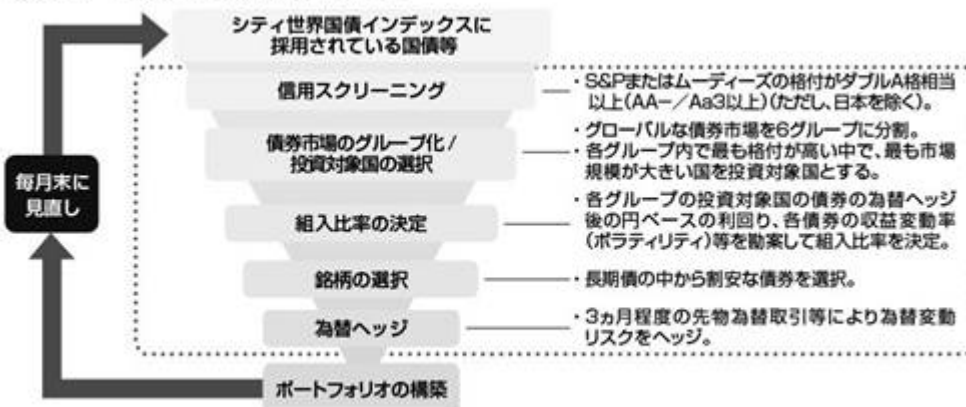 シティ世界国債インデックスに
採用されている国債等
信用スクリーニング
・S&Pまたはムーディーズの格付がダブルA格相当
以上(AA-/Aa3以上)(ただし、日本を除く)。
債券市場のグループ化/
投資対象国の選択
・グローバルな債券市場を6グループに分割。
・各グループ内で最も格付が高い中で、最も市場
規模が大きい国を投資対象国とする。
毎月末に
見直し
組入比率の決定
・各グループの投資対象国の債券の為替ヘッジ
後の円ベースの利回り、各債券の収益変動率
(ボラティリティ)等を勘案して組入比率を決定。
銘柄の選択
・長期債の中から割安な債券を選択。
為替ヘッジ
・3ヵ月程度の先物為替取引等により為替変動
リスクをヘッジ。
ポートフォリオの構築